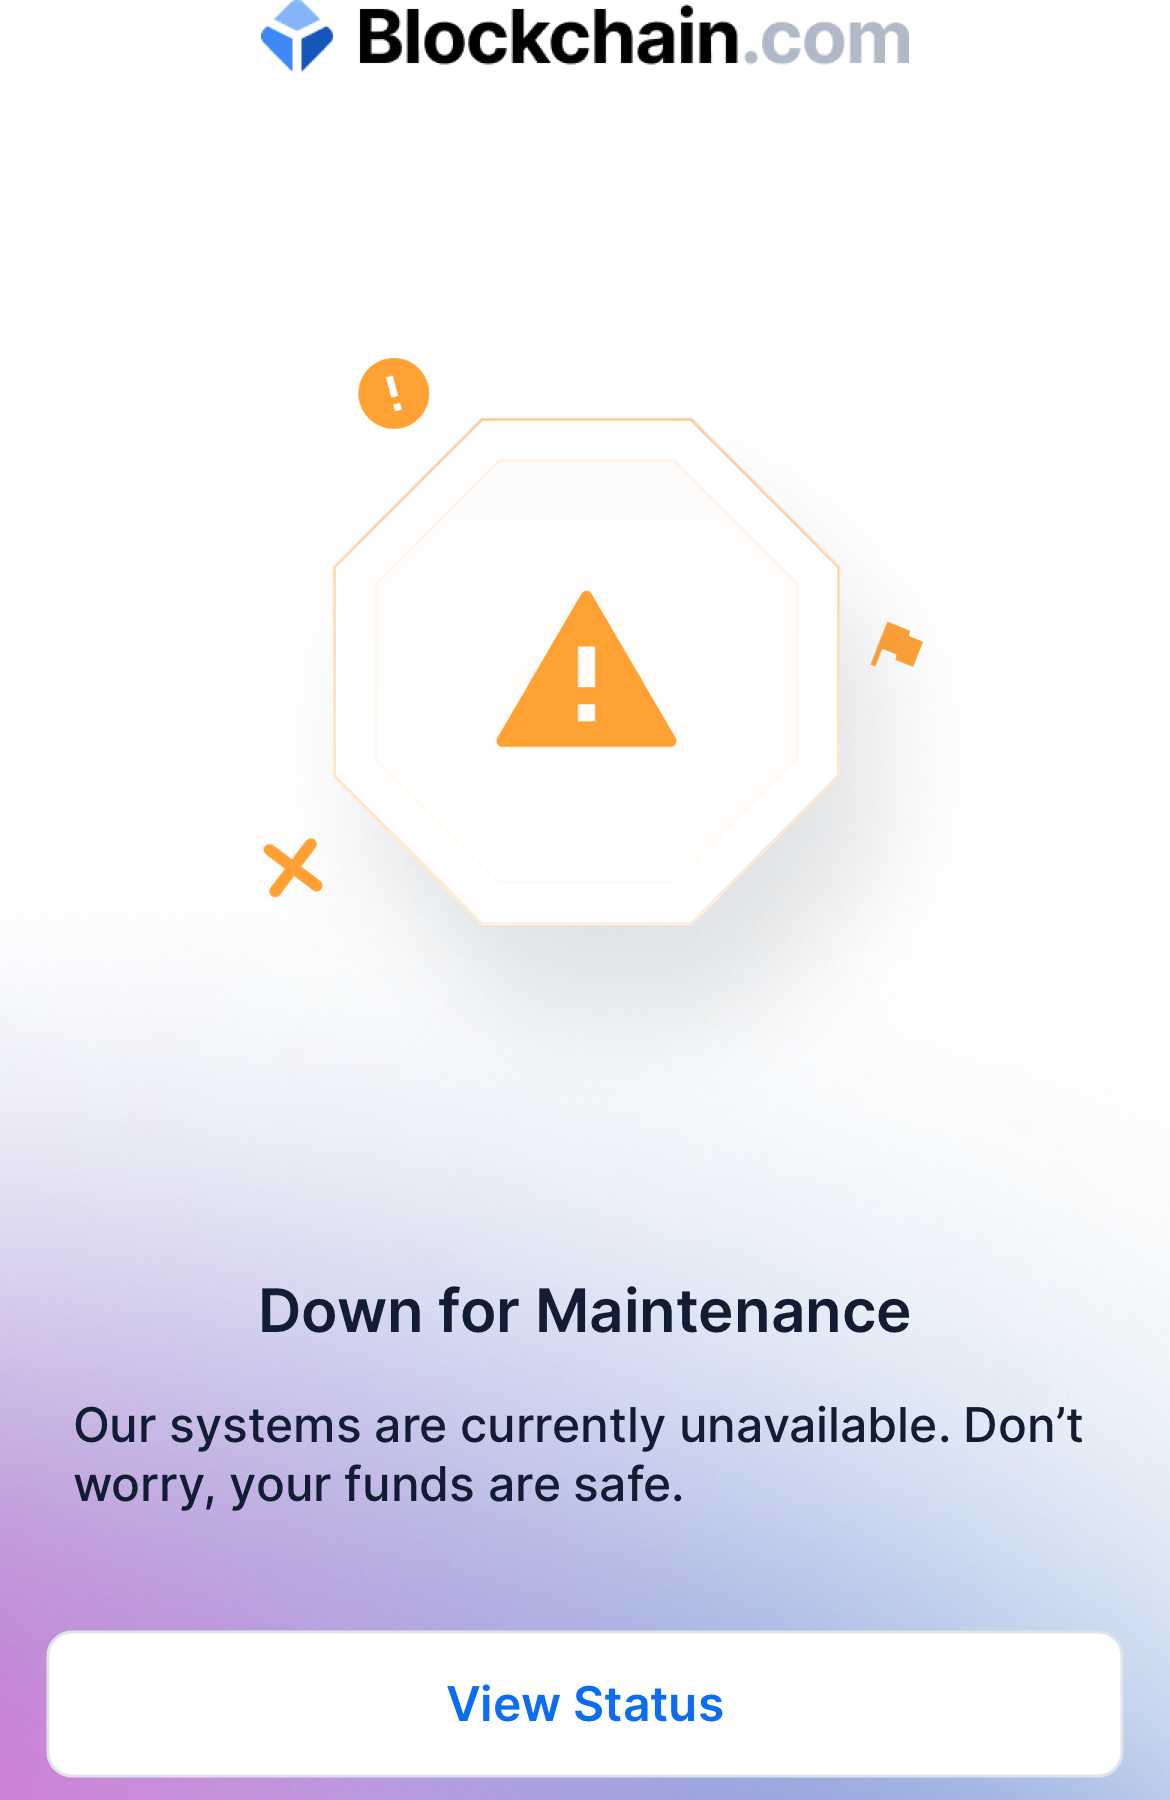 Blockchain.com
Down for Maintenance
Our systems are currently unavailable. Don’t
worry, your funds are safe.
View Status